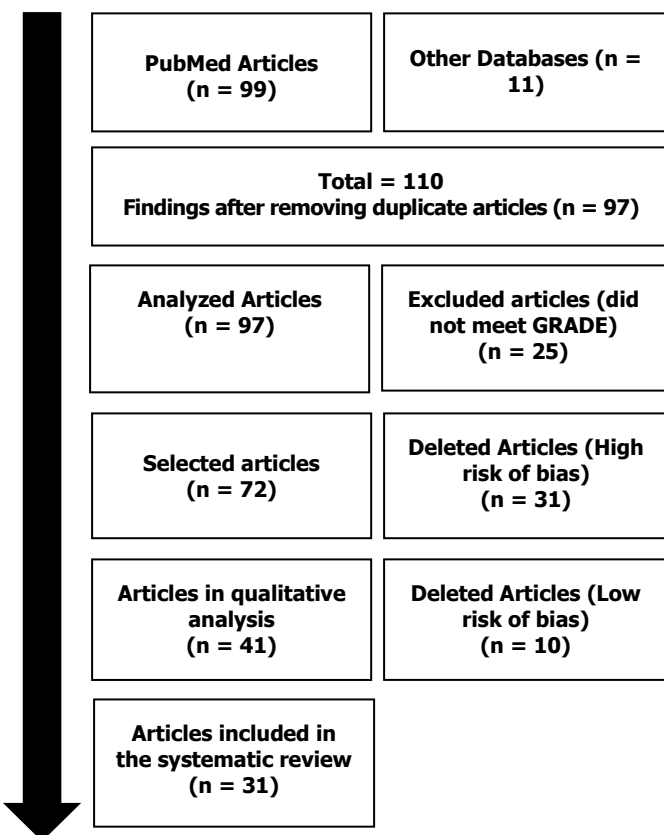 PubMed Articles
(n = 99)
Other Databases (n =
11)
Total = 110
Findings after removing duplicate articles (n = 97)
Analyzed Articles
(n = 97)
Excluded articles (did
not meet GRADE)
(n = 25)
Selected articles
(n = 72)
Deleted Articles (High
risk of bias)
(n = 31)
Articles in qualitative
analysis
(n = 41)
Deleted Articles (Low
risk of bias)
(n = 10)
Articles included in
the systematic review
(n = 31)